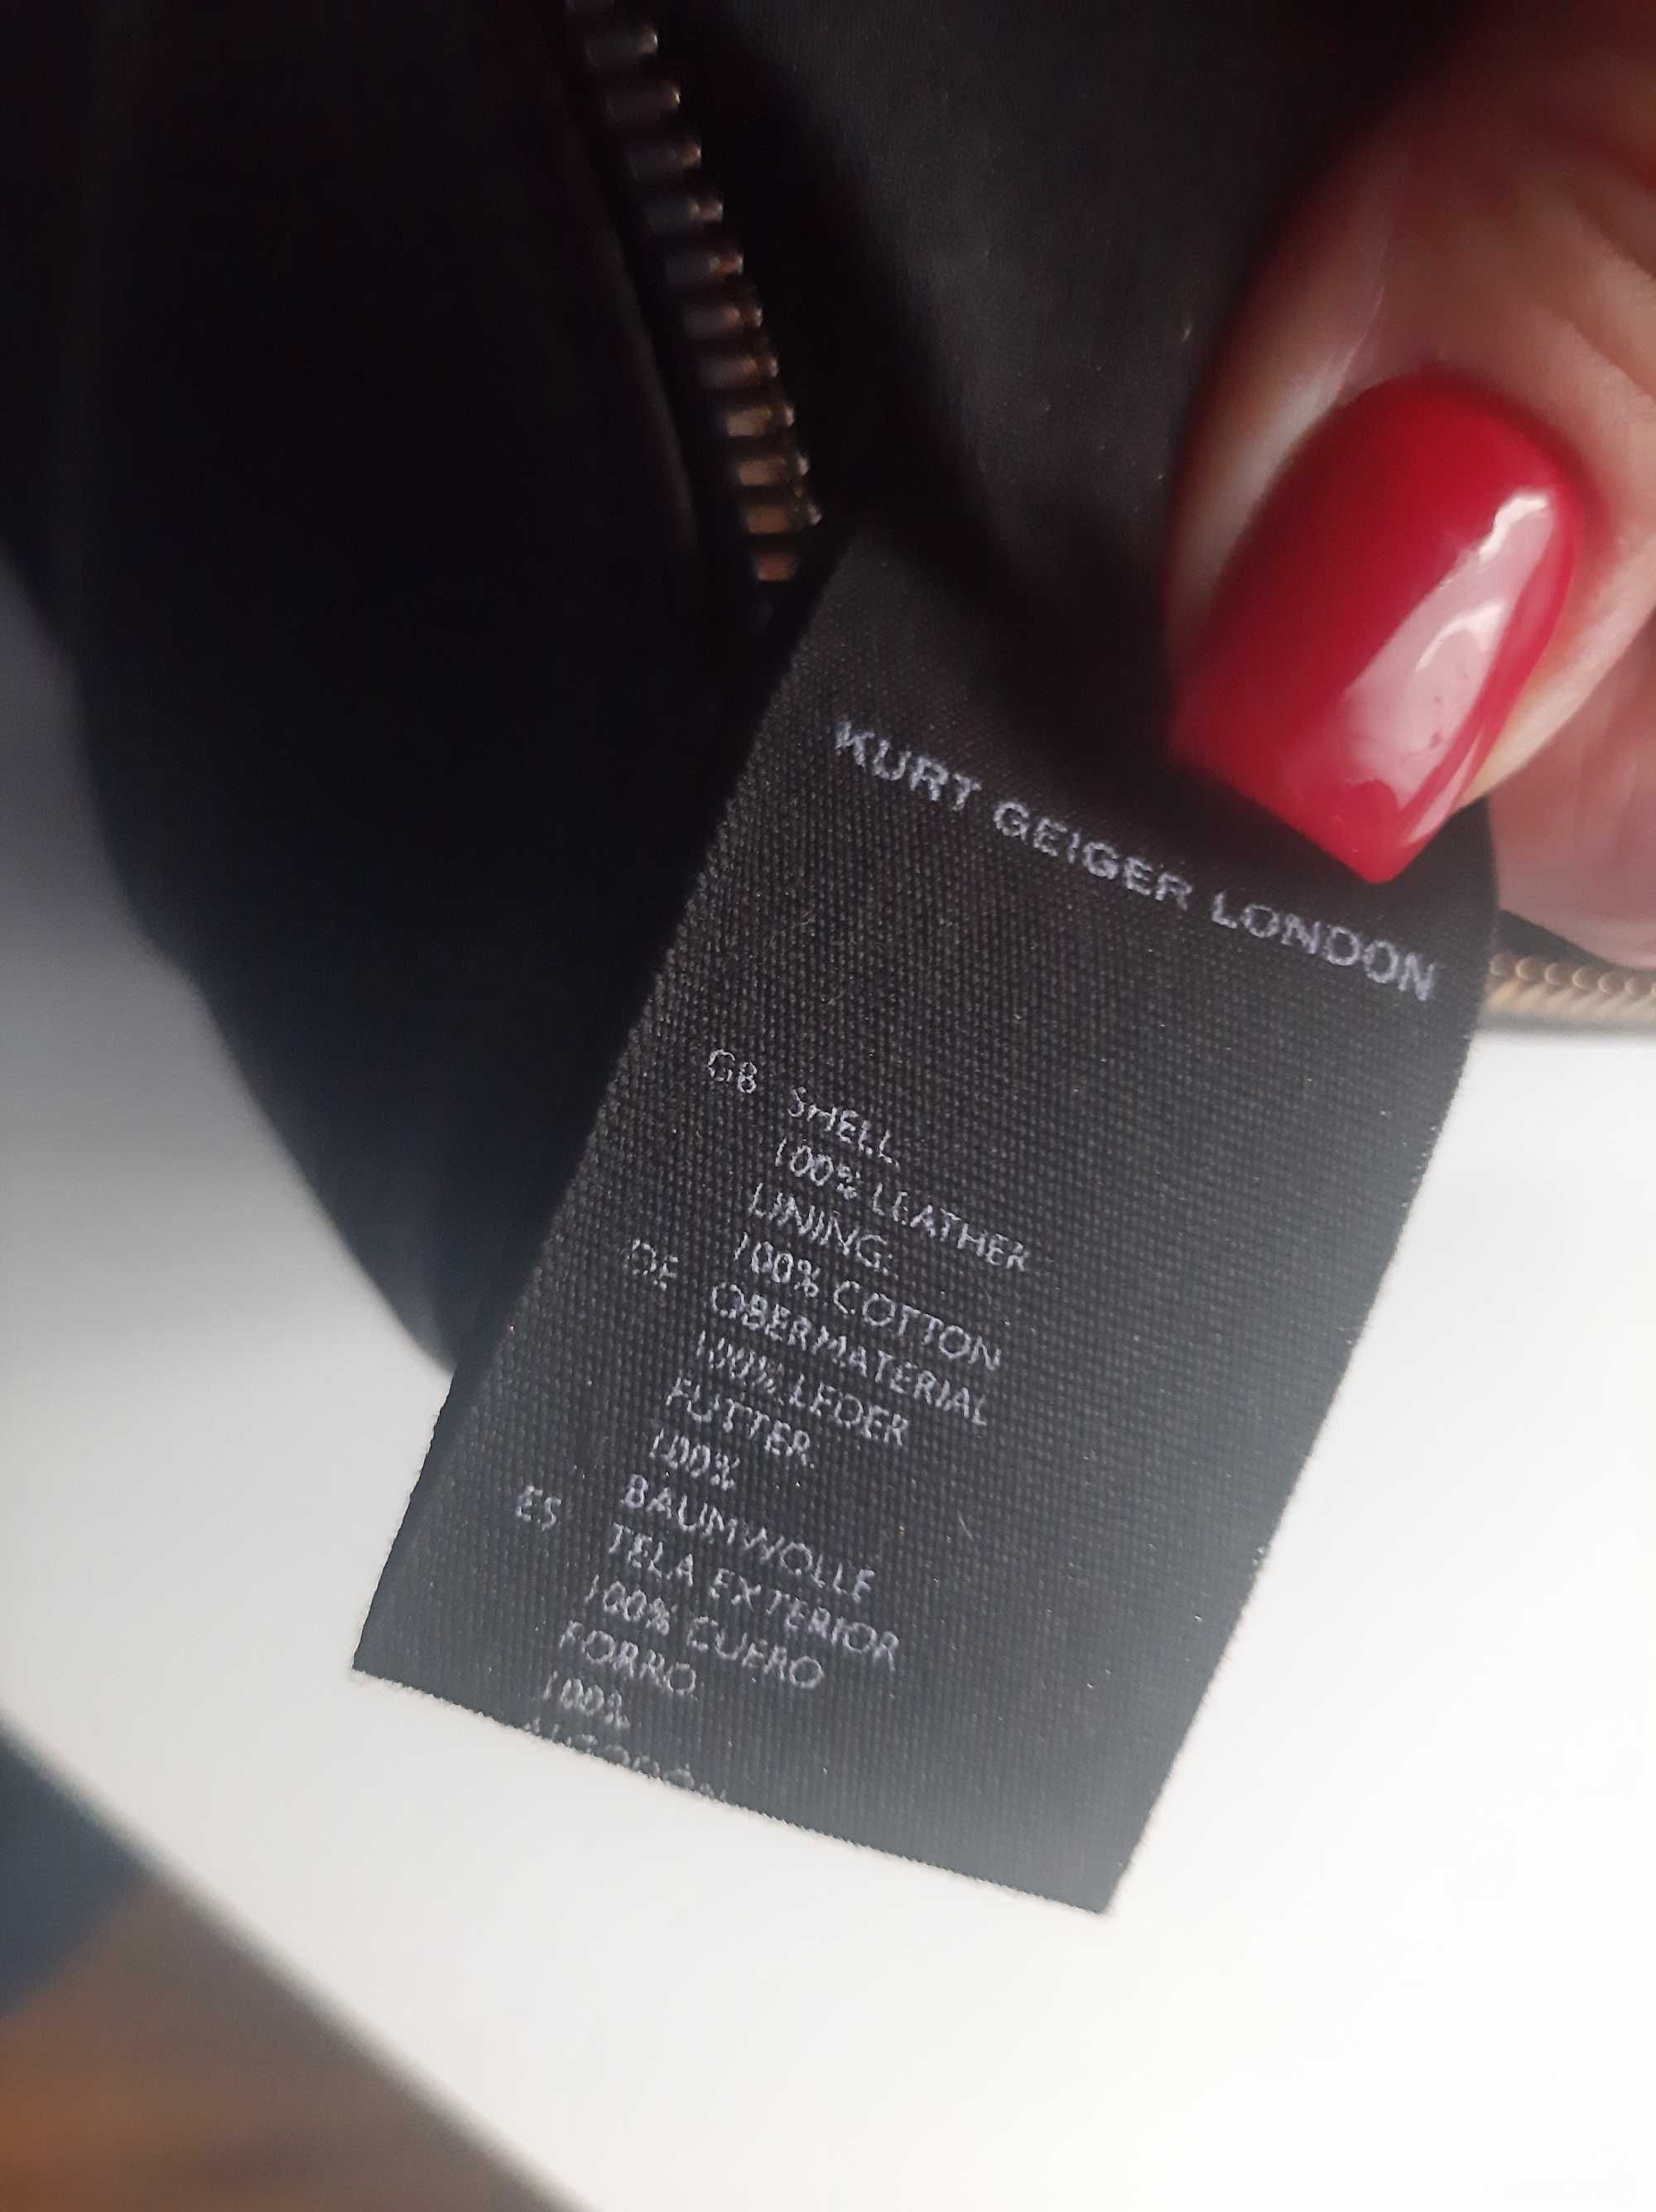 KURT GEIGER LONDON
GB SHELL
100% LEATHER
LINING:
100% COTTON
DE OBERMATERIAL
100% LEDER
FUTTER
100%
BAUMWOLLE
ES TELA EXTERIOR
100% CUERO
FORRO
100%
ALGODÓN